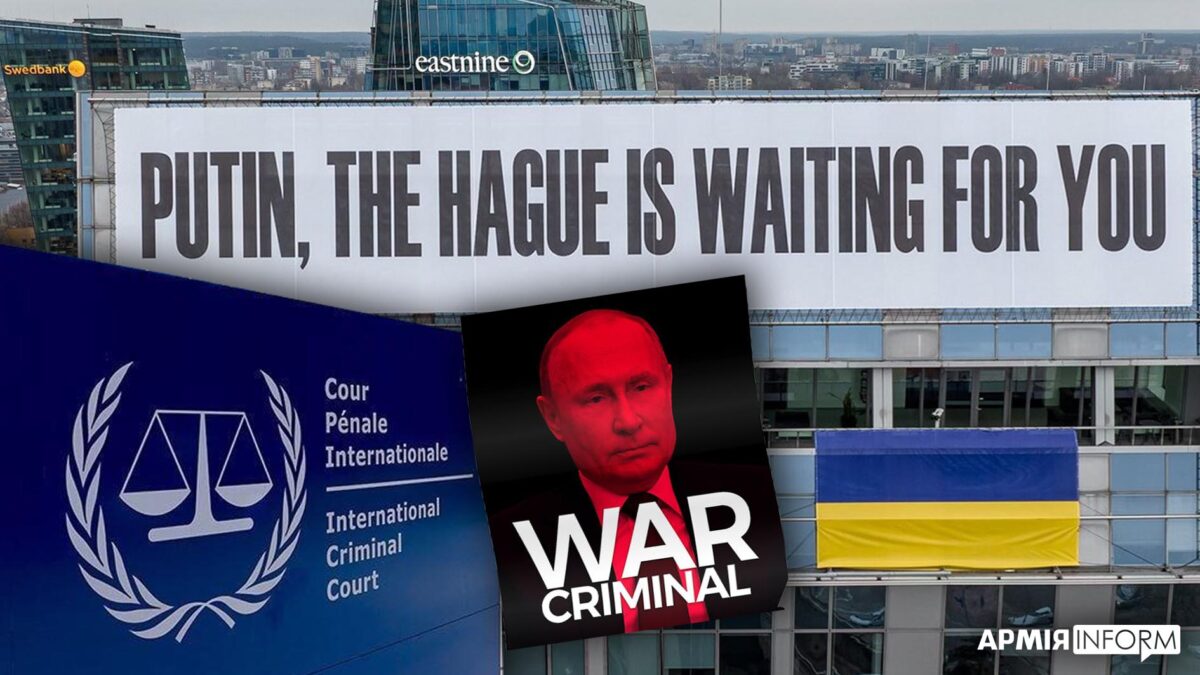 Swedbank
eastnine
PUTIN, THE HAGUE IS WAITING FOR YOU
Cour
Pénale
Internationale
International
Criminal
Court
WAR
CRIMINAL
АРМІЯINFORM